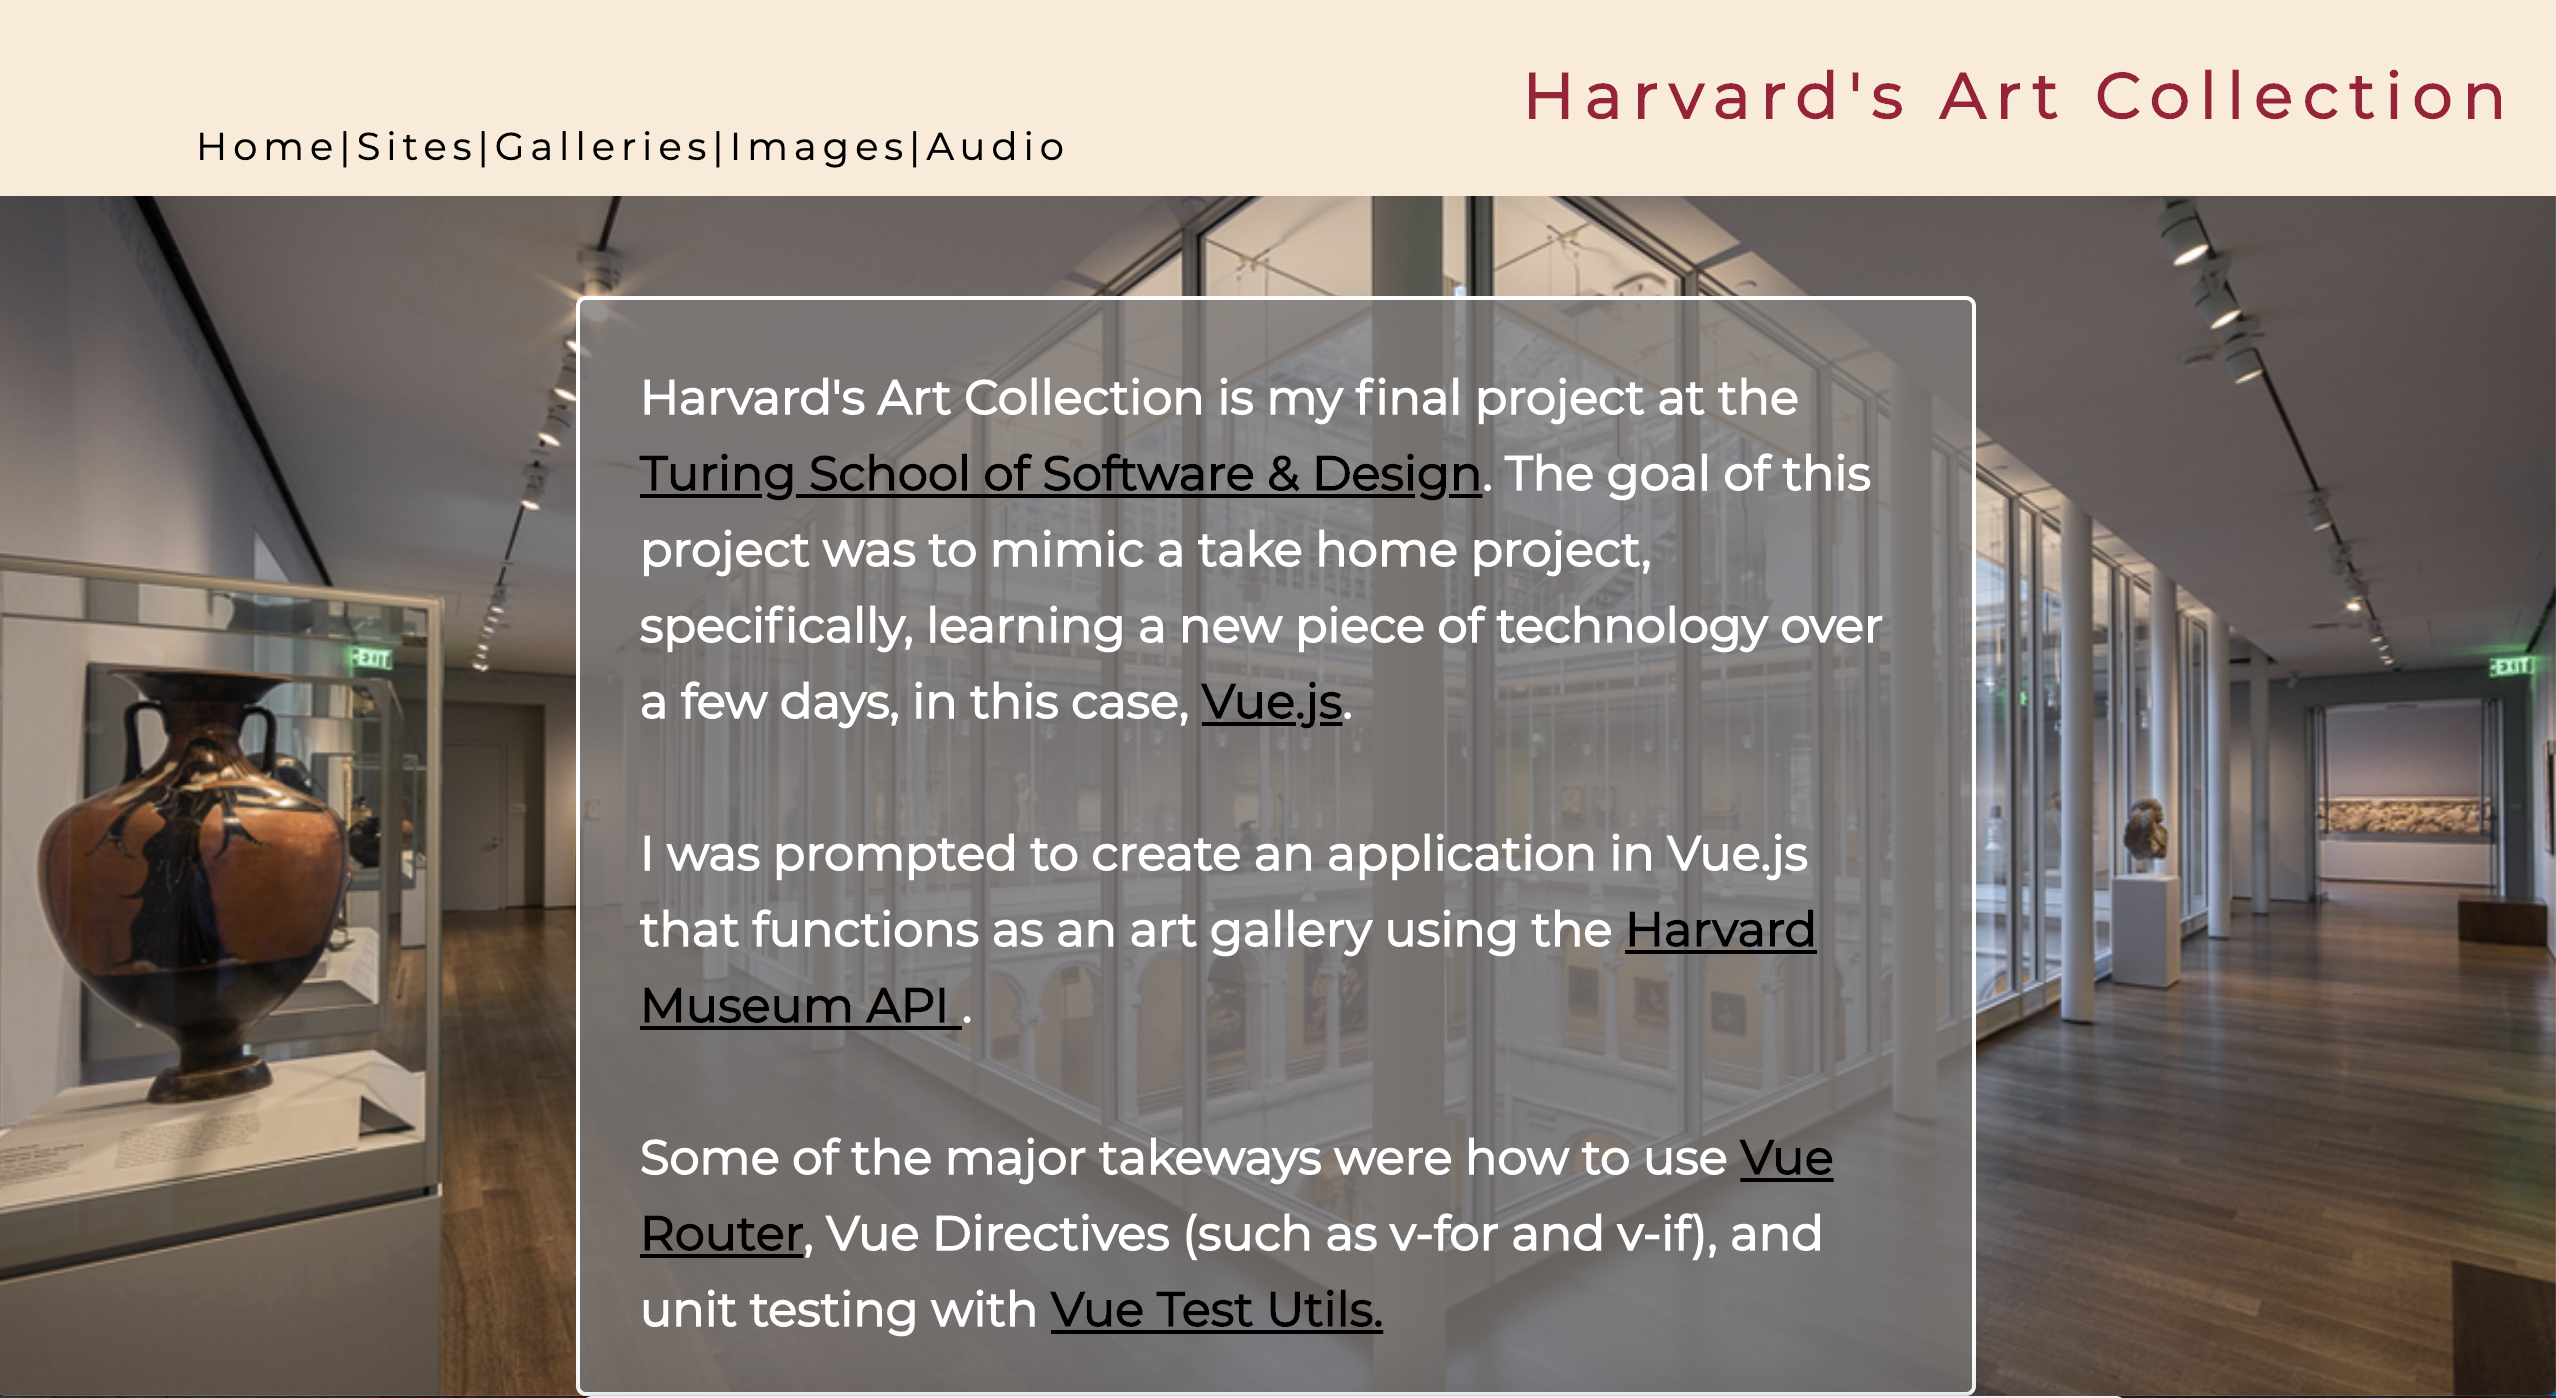 Harvard's Art Collection
Home|Sites|Galleries|Images|Audio
Harvard's Art Collection is my final project at the
Turing School of Software & Design. The goal of this
project was to mimic a take home project,
specifically, learning a new piece of technology over
a few days, in this case, Vue.js.
I was prompted to create an application in Vue.js
that functions as an art gallery using the Harvard
Museum API .
Some of the major takeways were how to use Vue
Router, Vue Directives (such as v-for and v-if), and
unit testing with Vue Test Utils.
EXIT
EXIT